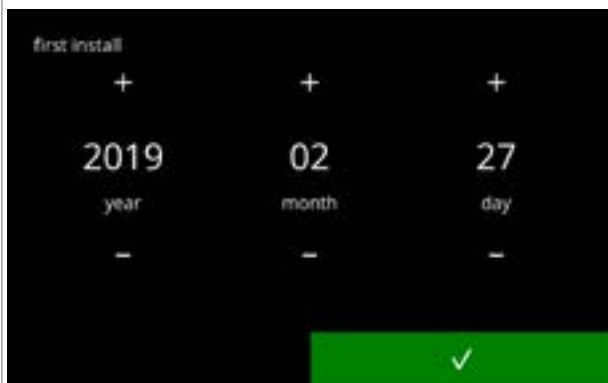 first install
+ + +
2019 02 27
year month day
– – –
✓